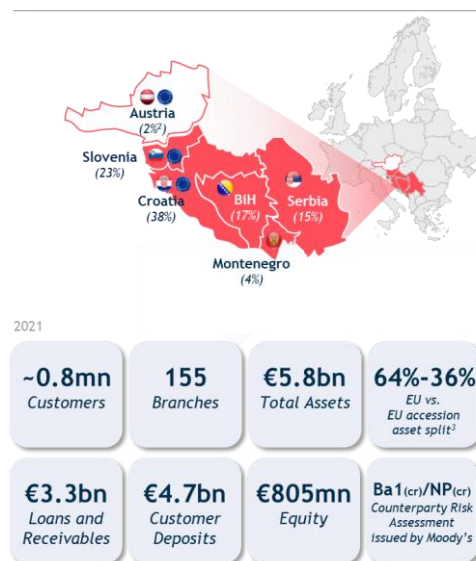 Austria
(2%²)
Slovenia
(23%)
Croatia
(38%)
BIH
(17%)
Serbia
(15%)
Montenegro
(4%)
2021
~0.8mn
Customers
155
Branches
€5.8bn
Total Assets
64%-36%
EU vs.
EU accession
asset split³
€3.3bn
Loans and
Receivables
€4.7bn
Customer
Deposits
€805mn
Equity
Ba1(cr)/NP(cr)
Counterparty Risk
Assessment
issued by Moody's